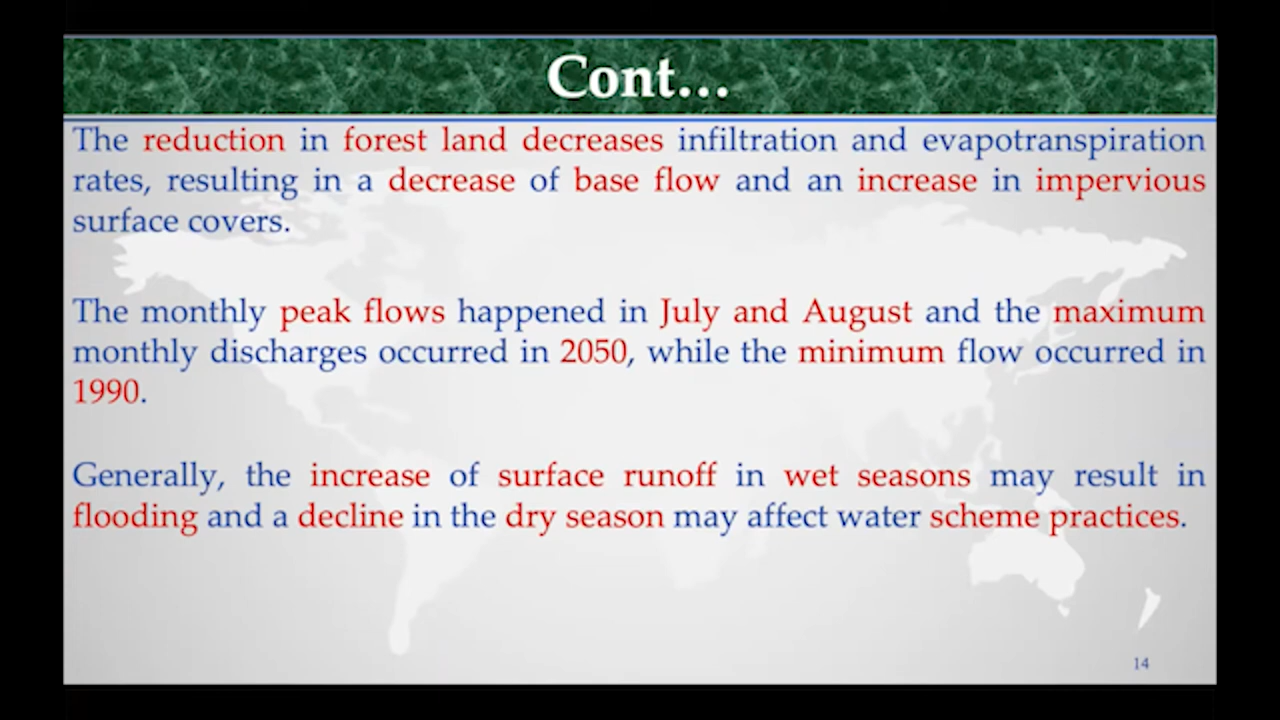 Cont...
The reduction in forest land decreases infiltration and evapotranspiration
rates, resulting in a decrease of base flow and an increase in impervious
surface covers.
The monthly peak flows happened in July and August and the maximum
monthly discharges occurred in 2050, while the minimum flow occurred in
1990.
Generally, the increase of surface runoff in wet seasons may result in
flooding and a decline in the dry season may affect water scheme practices.
14